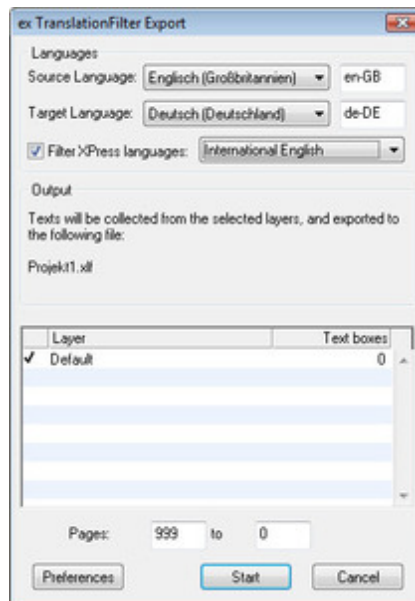 ex TranslationFilter Export
Languages
Source Language: Englisch (Großbritannien) en-GB
Target Language: Deutsch (Deutschland) de-DE
Filter XPress languages: International English
Output
Texts will be collected from the selected layers, and exported to
the following file:
Projekt1.xlf
Layer Text boxes
Default 0
Pages: 999 to 0
Preferences Start Cancel